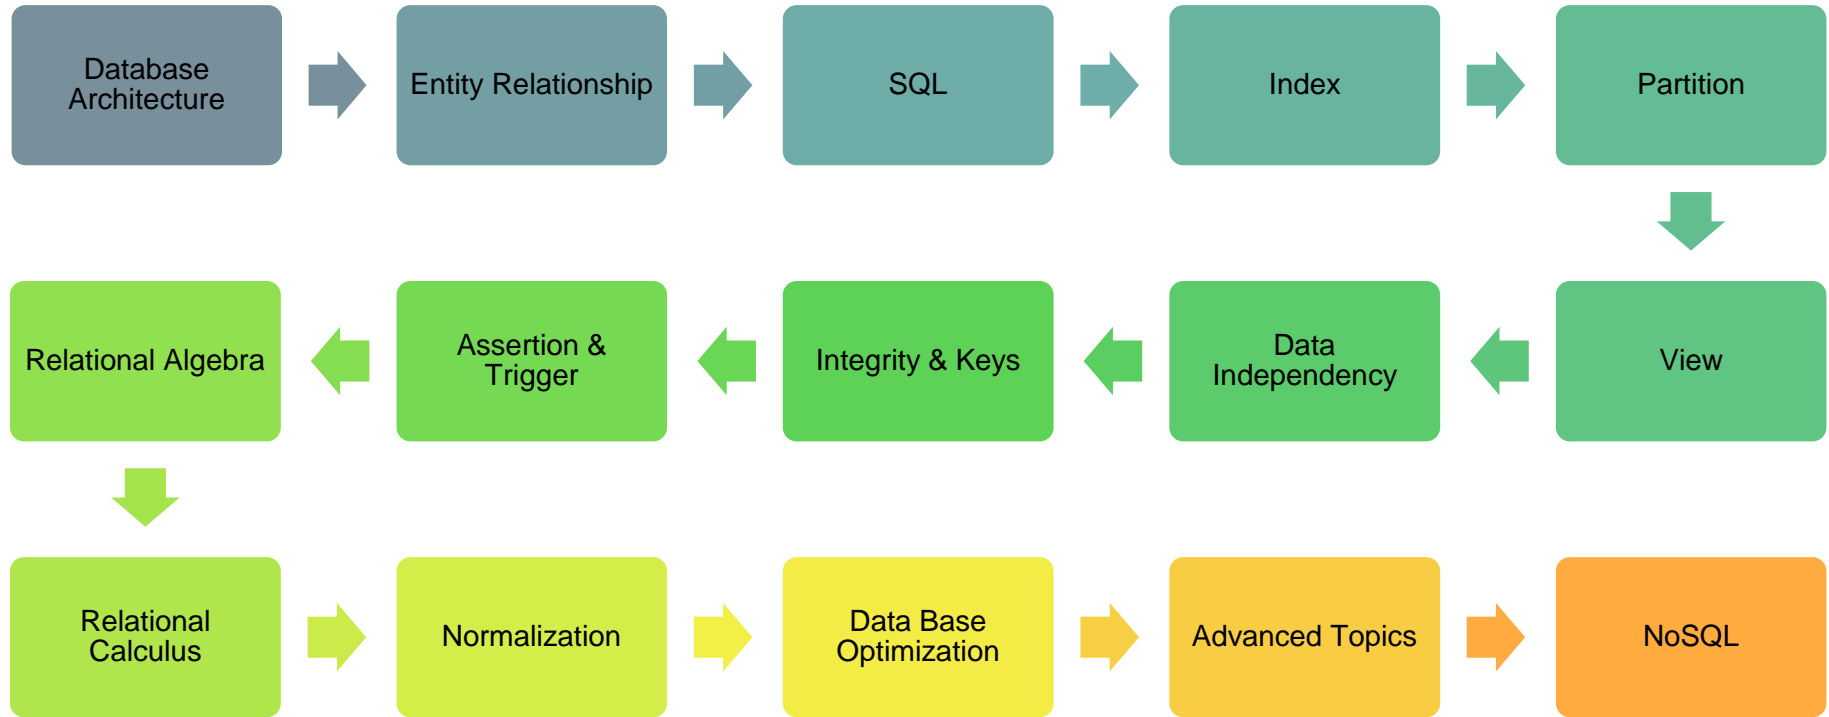 Database
Architecture
Entity Relationship
SQL
Index
Partition
View
Data
Independency
Integrity & Keys
Assertion &
Trigger
Relational Algebra
Relational
Calculus
Normalization
Data Base
Optimization
Advanced Topics
NoSQL